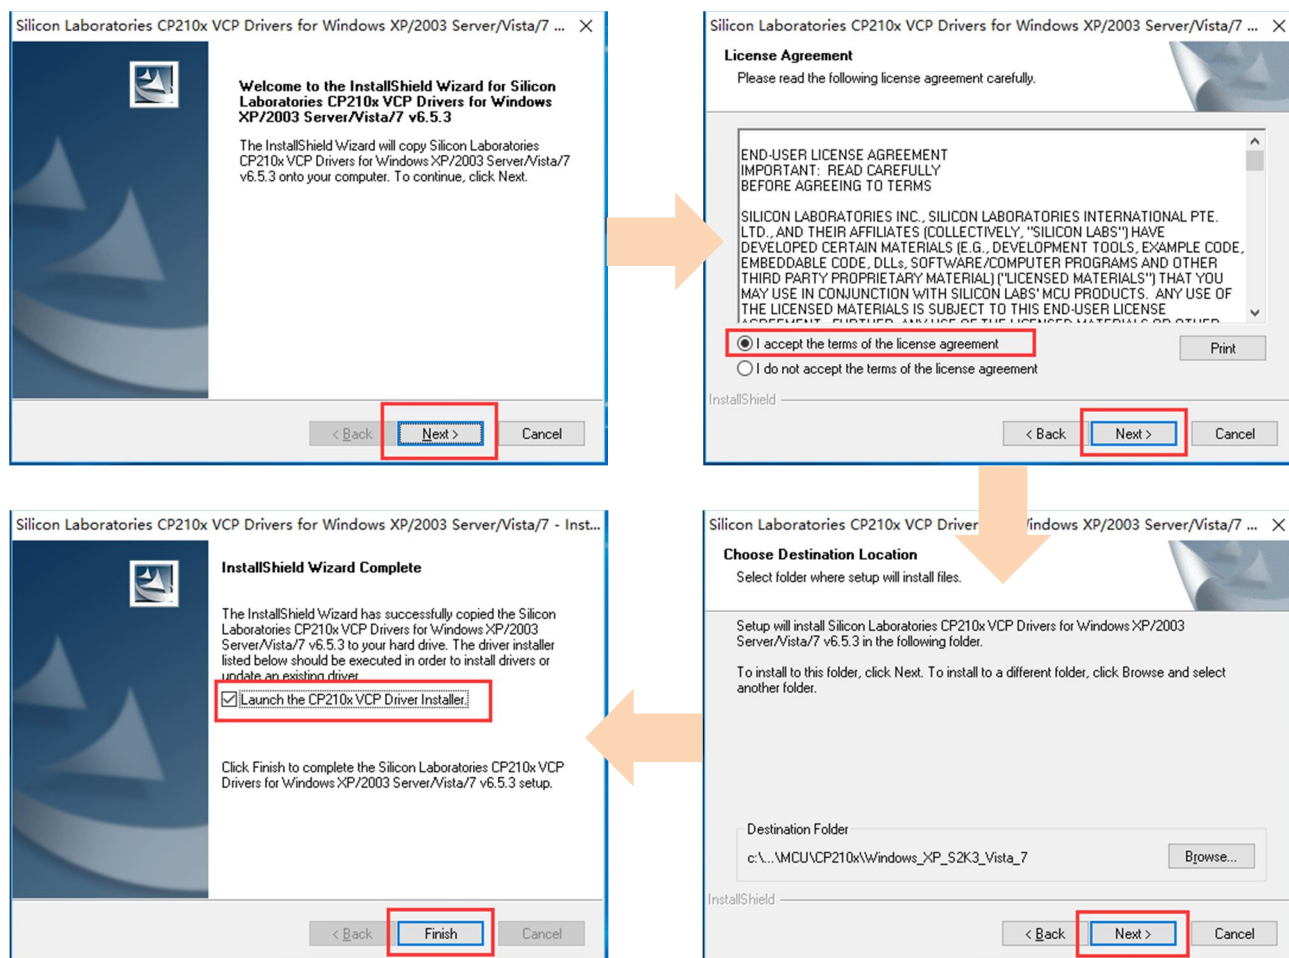 Silicon Laboratories CP210x VCP Drivers for Windows XP/2003 Server/Vista/7 ...
Welcome to the InstallShield Wizard for Silicon
Laboratories CP210x VCP Drivers for Windows
XP/2003 Server/Vista/7 v6.5.3
The InstallShield Wizard will copy Silicon Laboratories
CP210x VCP Drivers for Windows XP/2003 Server/Vista/7
v6.5.3 onto your computer. To continue, click Next.
< Back
Next >
Cancel
Silicon Laboratories CP210x VCP Drivers for Windows XP/2003 Server/Vista/7 ...
License Agreement
Please read the following license agreement carefully.
END-USER LICENSE AGREEMENT
IMPORTANT: READ CAREFULLY
BEFORE AGREEING TO TERMS
SILICON LABORATORIES INC., SILICON LABORATORIES INTERNATIONAL PTE.
LTD., AND THEIR AFFILIATES (COLLECTIVELY, "SILICON LABS") HAVE
DEVELOPED CERTAIN MATERIALS (E.G., DEVELOPMENT TOOLS, EXAMPLE CODE,
EMBEDDABLE CODE, DLLs, SOFTWARE/COMPUTER PROGRAMS AND OTHER
THIRD PARTY PROPRIETARY MATERIAL) ("LICENSED MATERIALS") THAT YOU
MAY USE IN CONJUNCTION WITH SILICON LABS' MCU PRODUCTS. ANY USE OF
THE LICENSED MATERIALS IS SUBJECT TO THIS END-USER LICENSE
AGREEMENT. FURTHER, ANY USE OF THE LICENSED MATERIALS OR OTHER
I accept the terms of the license agreement
I do not accept the terms of the license agreement
Print
InstallShield
< Back
Next >
Cancel
Silicon Laboratories CP210x VCP Driver indows XP/2003 Server/Vista/7 ...
Choose Destination Location
Select folder where setup will install files.
Setup will install Silicon Laboratories CP210x VCP Drivers for Windows XP/2003
Server/Vista/7 v6.5.3 in the following folder.
To install to this folder, click Next. To install to a different folder, click Browse and select
another folder.
Destination Folder
c:\...\MCU\CP210x\Windows_XP_S2K3_Vista_7
Browse...
InstallShield
< Back
Next >
Cancel
Silicon Laboratories CP210x VCP Drivers for Windows XP/2003 Server/Vista/7 - Inst...
InstallShield Wizard Complete
The InstallShield Wizard has successfully copied the Silicon
Laboratories CP210x VCP Drivers for Windows XP/2003
Server/Vista/7 v6.5.3 to your hard drive. The driver installer
listed below should be executed in order to install drivers or
update an existing driver
Launch the CP210x VCP Driver Installer.
Click Finish to complete the Silicon Laboratories CP210x VCP
Drivers for Windows XP/2003 Server/Vista/7 v6.5.3 setup.
< Back
Finish
Cancel